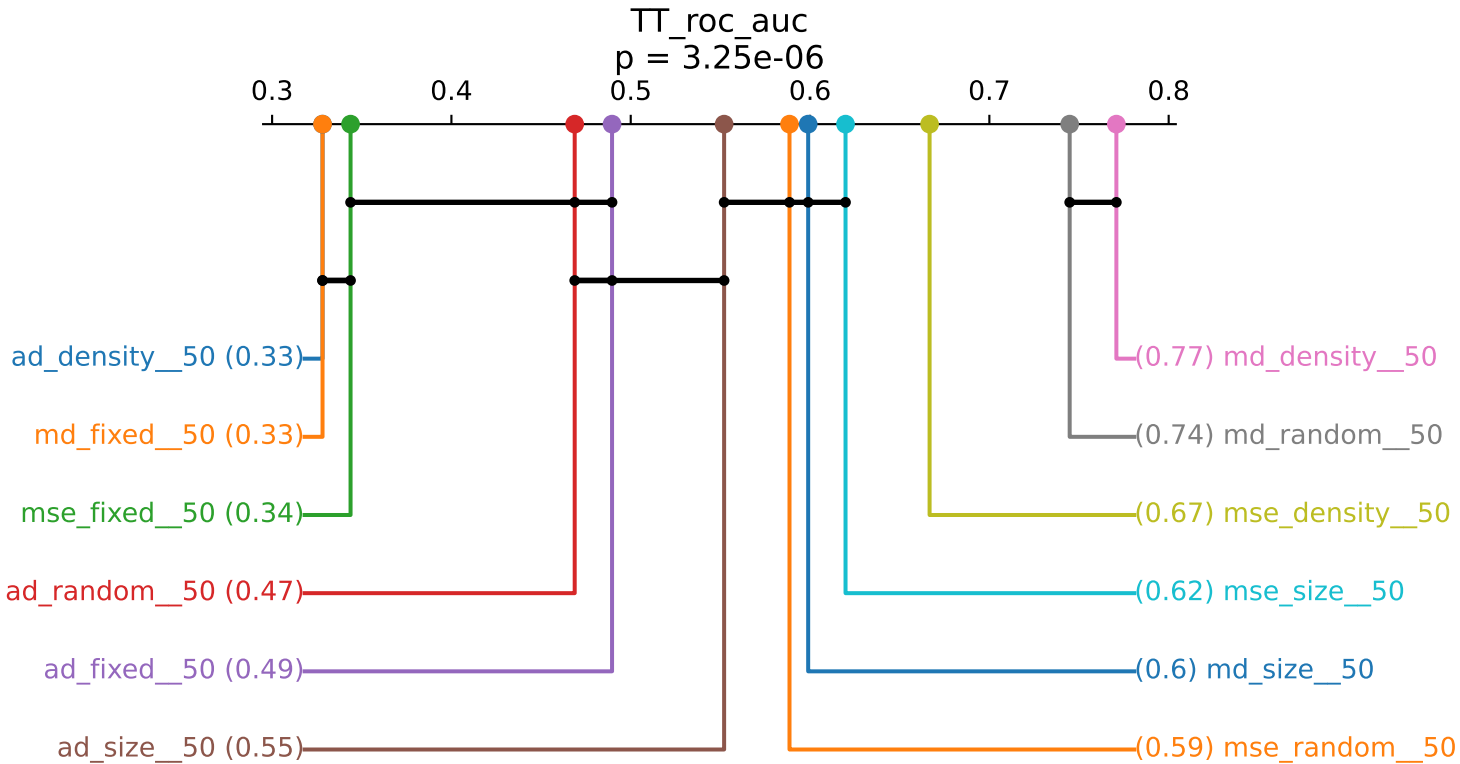 TT_roc_auc
p = 3.25e-06
0.3 0.4 0.5 0.6 0.7 0.8
ad_density__50 (0.33)
(0.77) md_density__50
md_fixed__50 (0.33)
(0.74) md_random__50
mse_fixed__50 (0.34)
(0.67) mse_density__50
ad_random__50 (0.47)
(0.62) mse_size__50
ad_fixed__50 (0.49)
(0.6) md_size__50
ad_size__50 (0.55)
(0.59) mse_random__50